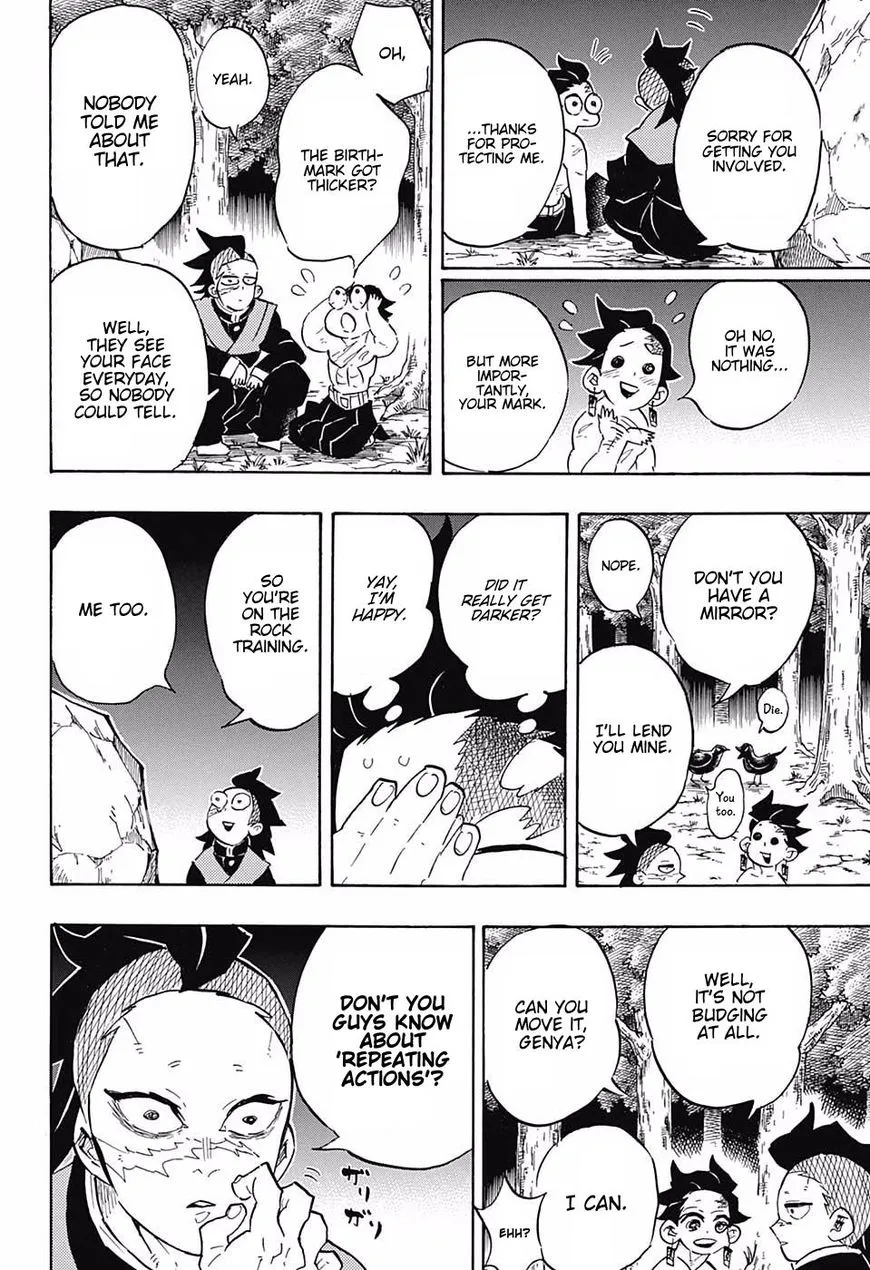 SORRY FOR
GETTING YOU
INVOLVED.
...THANKS
FOR PRO-
TECTING ME.
OH NO,
IT WAS
NOTHING...
BUT MORE
IMPOR-
TANTLY,
YOUR MARK.
OH,
THE BIRTH-
MARK GOT
THICKER?
YEAH.
NOBODY
TOLD ME
ABOUT
THAT.
WELL,
THEY SEE
YOUR FACE
EVERYDAY,
SO NOBODY
COULD TELL.
DON'T YOU
HAVE A
MIRROR?
NOPE.
I'LL LEND
YOU MINE.
Die.
You
too.
DID IT
REALLY GET
DARKER?
YAY,
I'M
HAPPY.
SO
YOU'RE
ON THE
ROCK
TRAINING.
ME TOO.
WELL,
IT'S NOT
BUDGING
AT ALL.
CAN YOU
MOVE IT,
GENYA?
I CAN.
EHH?
DON'T YOU
GUYS KNOW
ABOUT
'REPEATING
ACTIONS'?
ガリ
ガリ